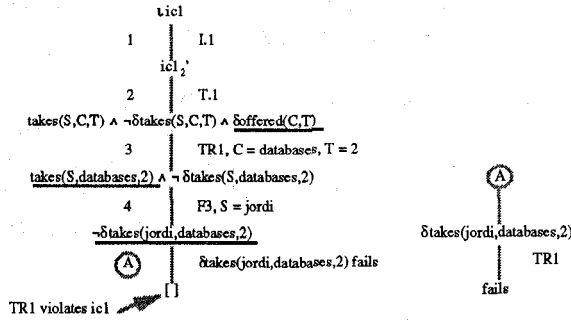 ιic1
1 I.1
ic1₂'
2 T.1
takes(S,C,T) ∧ ¬δtakes(S,C,T) ∧ δoffered(C,T)
3 TR1, C = databases, T = 2
takes(S,databases,2) ∧ ¬ δtakes(S,databases,2)
4 F3, S = jordi
¬δtakes(jordi,databases,2)
A δtakes(jordi,databases,2) fails
[]
TR1 violates ic1
A
δtakes(jordi,databases,2)
TR1
fails